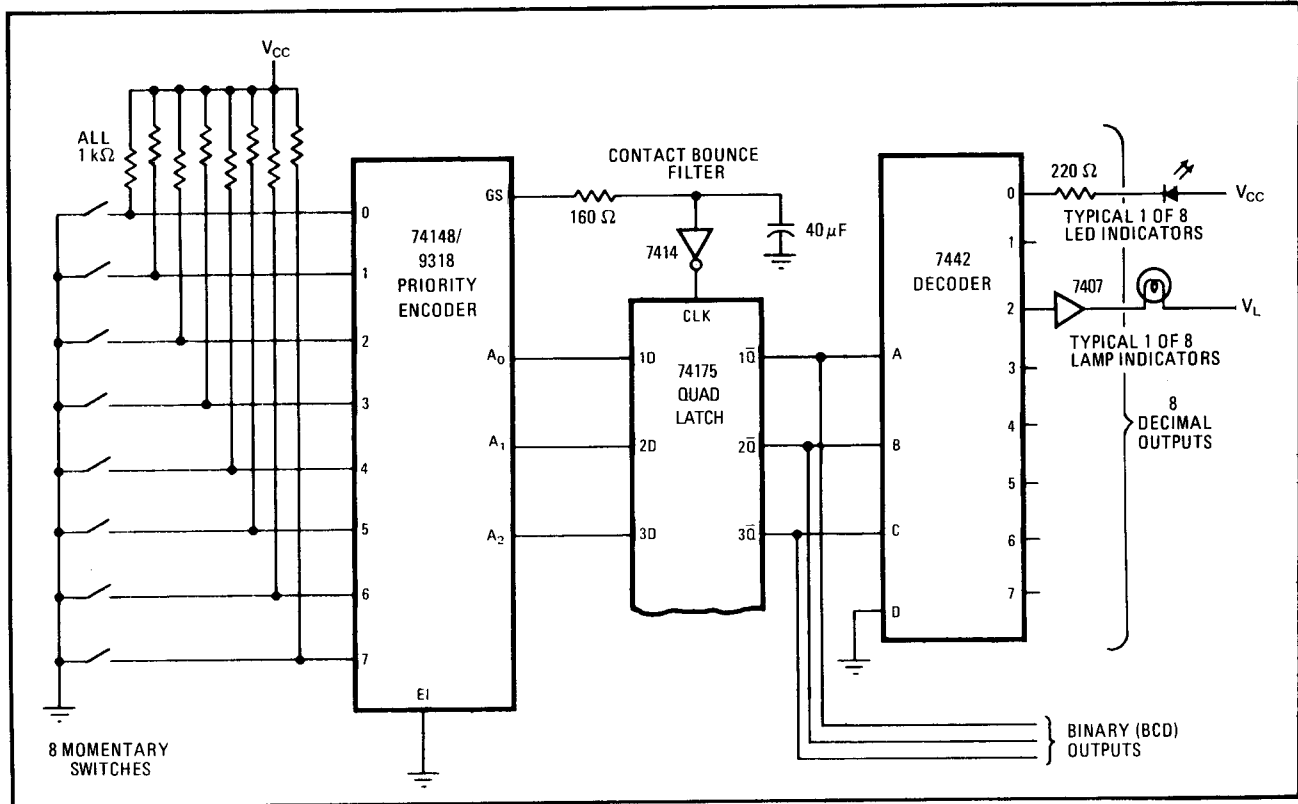 VCC
ALL
1 kΩ
0
1
2
3
4
5
6
7
74148/
9318
PRIORITY
ENCODER
GS
A0
A1
A2
EI
8 MOMENTARY
SWITCHES
CONTACT BOUNCE
FILTER
160 Ω
40 μF
7414
CLK
74175
QUAD
LATCH
1D
2D
3D
1Q̅
2Q̅
3Q̅
7442
DECODER
A
B
C
D
0
1
2
3
4
5
6
7
220 Ω
VCC
TYPICAL 1 OF 8
LED INDICATORS
7407
VL
TYPICAL 1 OF 8
LAMP INDICATORS
8
DECIMAL
OUTPUTS
BINARY (BCD)
OUTPUTS